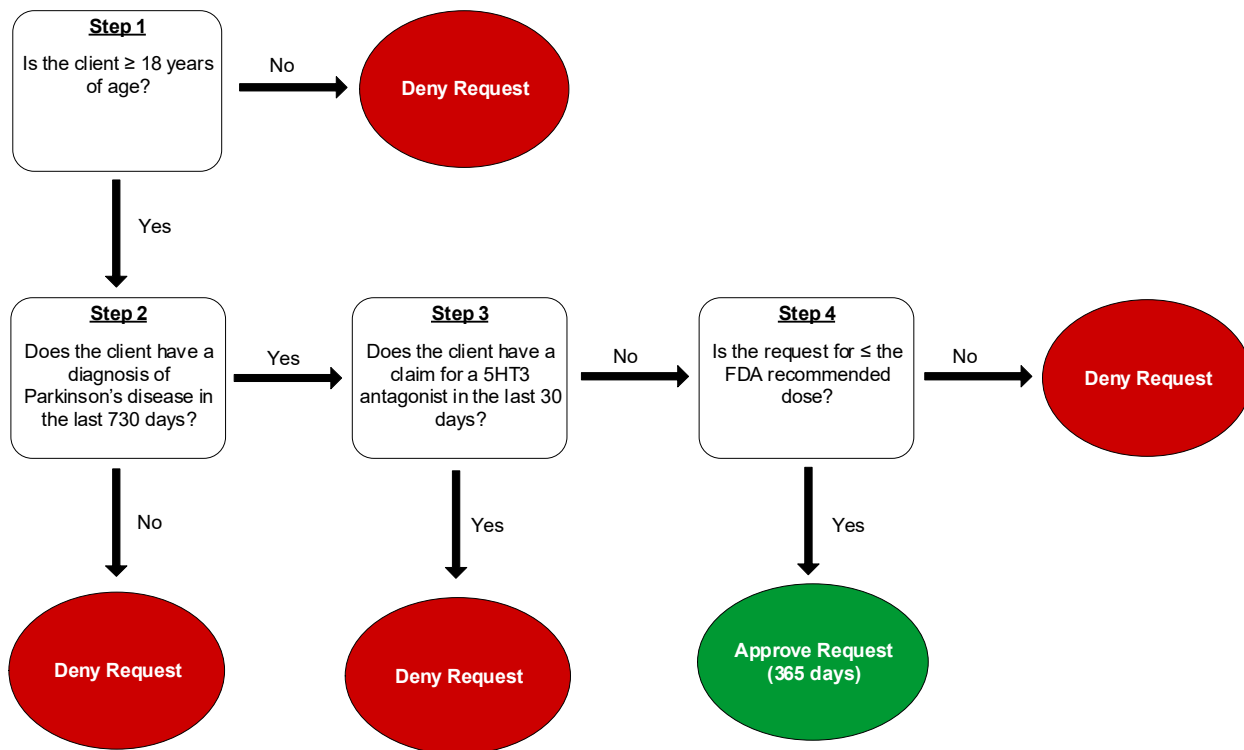 Step 1
Is the client ≥ 18 years
of age?
No
Deny Request
Yes
Step 2
Does the client have a
diagnosis of
Parkinson’s disease in
the last 730 days?
Yes
Step 3
Does the client have a
claim for a 5HT3
antagonist in the last 30
days?
No
Step 4
Is the request for ≤ the
FDA recommended
dose?
No
Deny Request
No
Deny Request
Yes
Deny Request
Yes
Approve Request
(365 days)